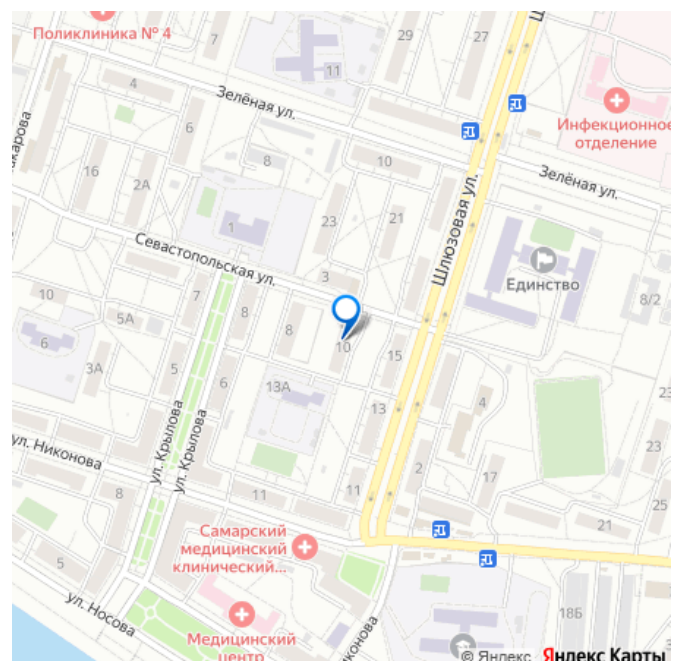 Поликлиника № 4
7
29
27
Ш
11
4
Зелёная ул.
Инфекционное
отделение
6
8
10
16
2А
Зелёная ул.
Шлюзовая ул.
1
23
21
Севастопольская ул.
3
Единство
8/2
10
7
8
5А
8
6
10
15
3А
5
6
13А
13
4
ул. Крылова
ул. Крылова
23
ул. Никонова
2
17
8
11
11
25
21
Самарский
медицинский
клинический...
5
18Б
ул. Носова
Медицинский
центр
© Яндекс Яндекс Карты